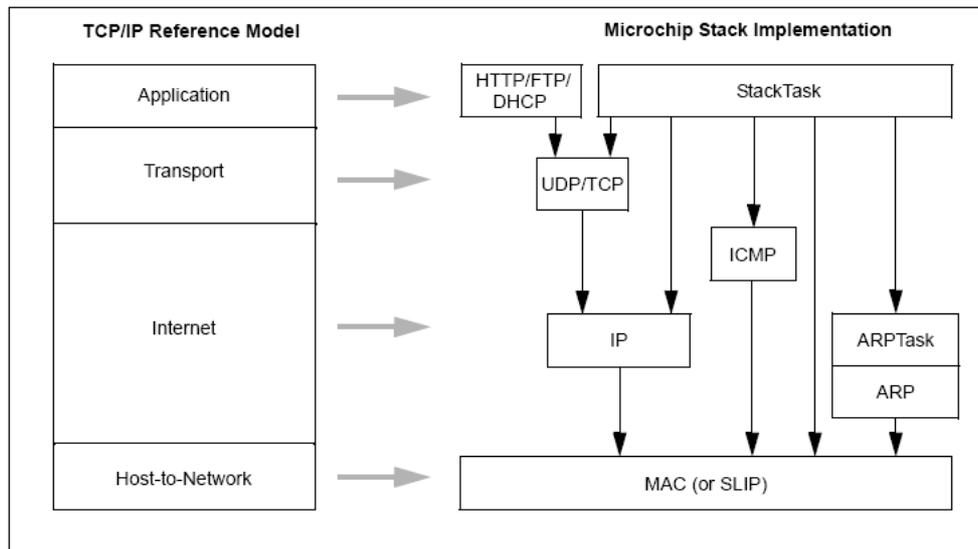 TCP/IP Reference Model
Microchip Stack Implementation
Application
Transport
Internet
Host-to-Network
HTTP/FTP/
DHCP
StackTask
UDP/TCP
ICMP
IP
ARPTask
ARP
MAC (or SLIP)